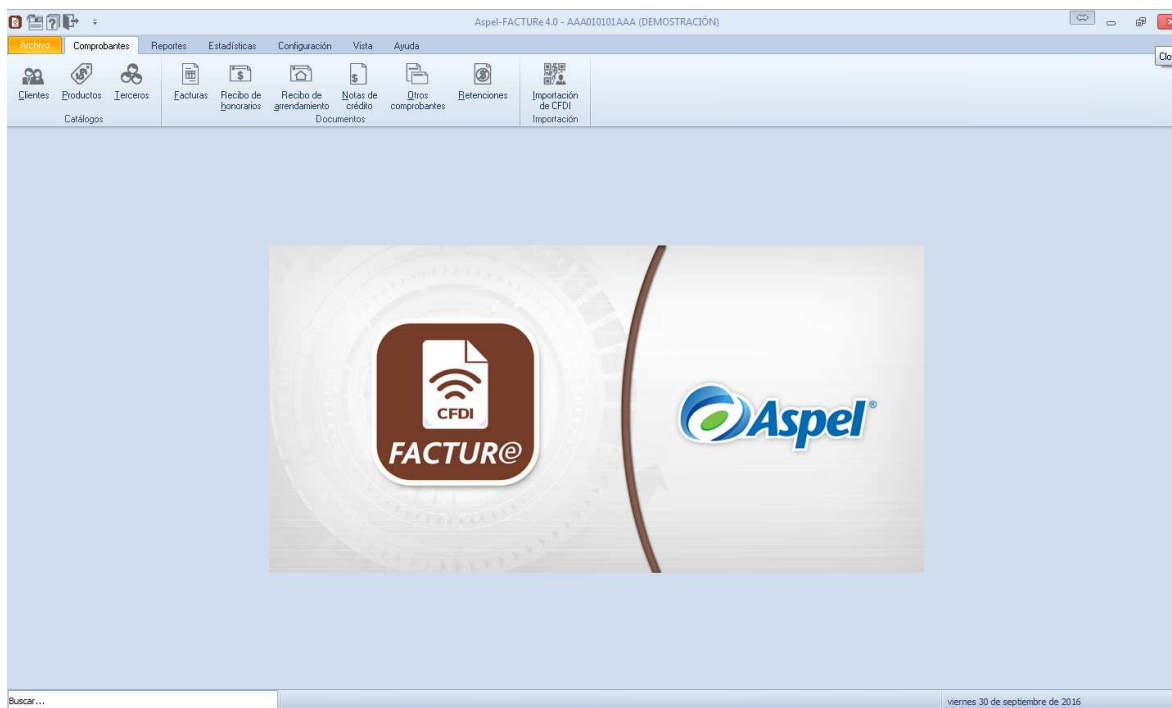 Aspel-FACTURe 4.0 - AAA010101AAA (DEMOSTRACIÓN)
Archivo Comprobantes Reportes Estadísticas Configuración Vista Ayuda
Clo
Clientes Productos Terceros Facturas Recibo de honorarios Recibo de arrendamiento Notas de crédito Otros comprobantes Retenciones Importación de CFDI
Catálogos Documentos Importación
CFDI
FACTURe
Aspel®
Buscar...
viernes 30 de septiembre de 2016